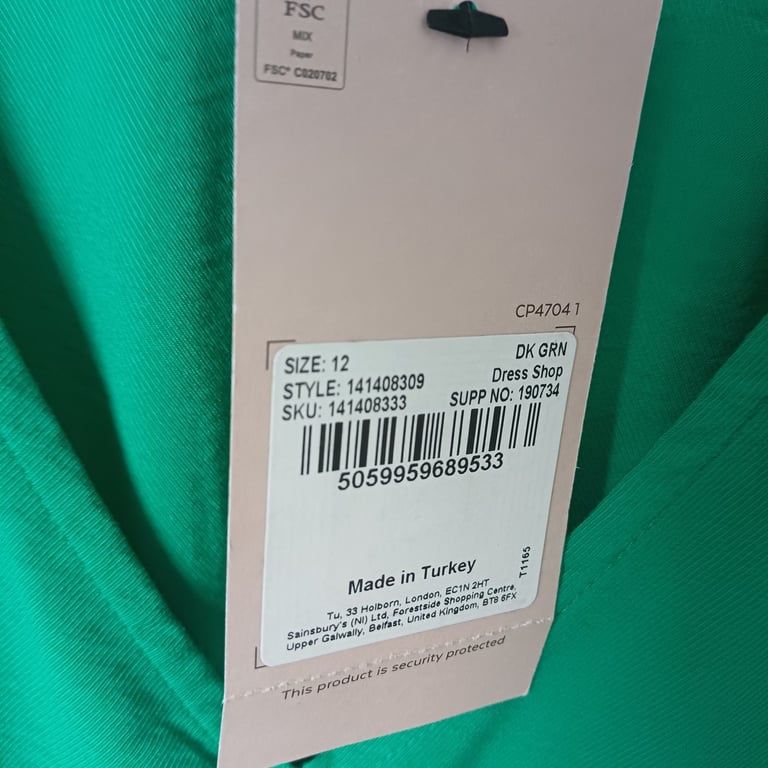 FSC
MIX
Paper
FSC® C020702
CP4704 1
SIZE: 12
DK GRN
STYLE: 141408309
Dress Shop
SKU: 141408333
SUPP NO: 190734
5059959689533
Made in Turkey
T1165
Tu, 33 Holborn, London, EC1N 2HT
Sainsbury's (NI) Ltd, Forestside Shopping Centre,
Upper Galwally, Belfast, United Kingdom, BT8 6FX
This product is security protected